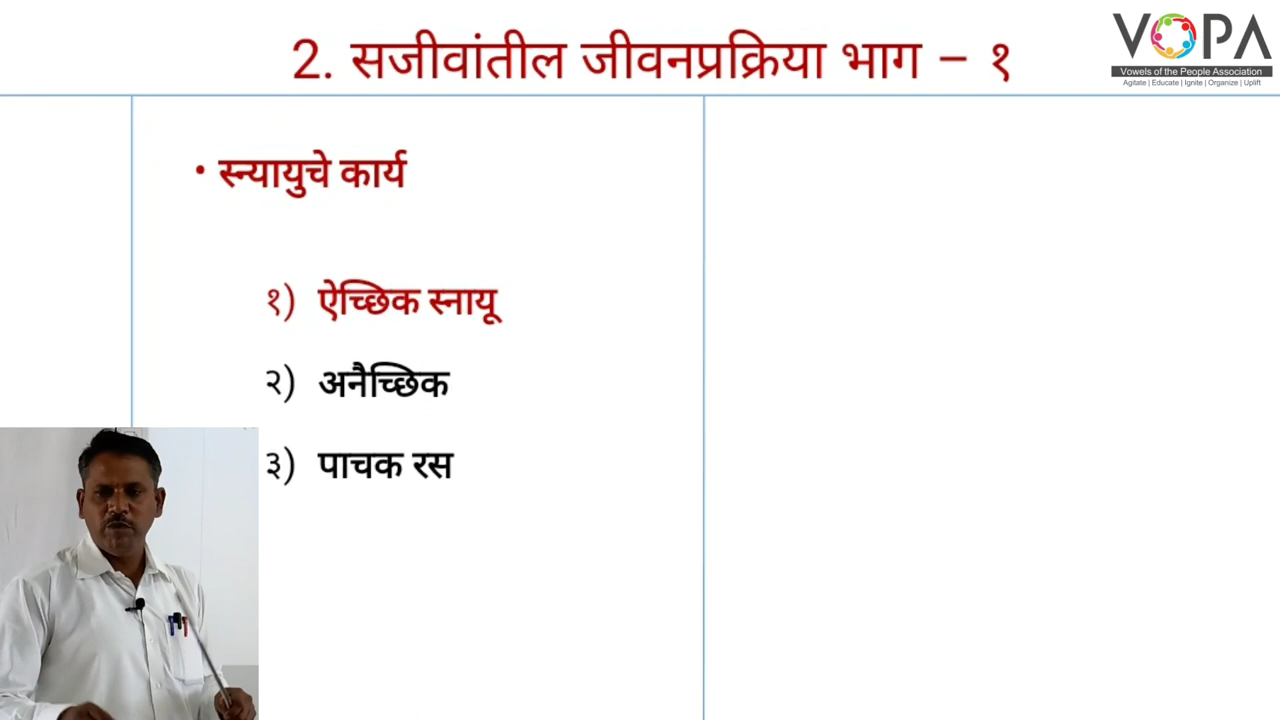 2. सजीवांतील जीवनप्रक्रिया भाग – १
VOPA
Vowels of the People Association
Agitate | Educate | Ignite | Organize | Uplift
• स्न्यायुचे कार्य
१) ऐच्छिक स्नायू
२) अनैच्छिक
३) पाचक रस